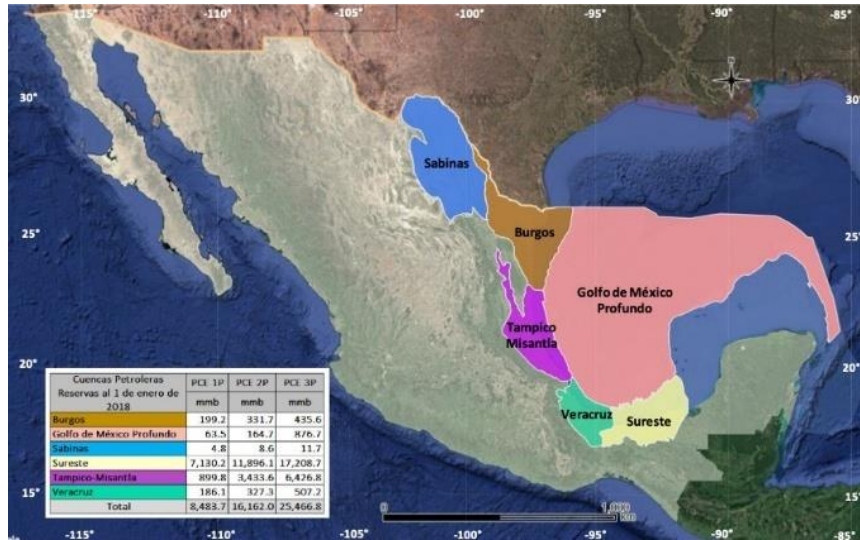 -115° -110° -105° -100° -95° -90° -85°
30° 30°
Sabinas
Burgos
25° 25°
Golfo de México
Profundo
Tampico
Misantla
20° 20°
Veracruz Sureste
15° 15°
Cuencas Petroleras
Reservas al 1 de enero de
2018
PCE 1P PCE 2P PCE 3P
mmb mmb mmb
Burgos 199.2 331.7 435.6
Golfo de México Profundo 63.5 164.7 876.7
Sabinas 4.8 8.6 11.7
Sureste 7,130.2 11,896.1 17,208.7
Tampico-Misantla 899.8 3,433.6 6,426.8
Veracruz 186.1 327.3 507.2
Total 8,483.7 16,162.0 25,466.8
0 1,000
Km
-115° -110° -105° -100° -95° -90° -85°